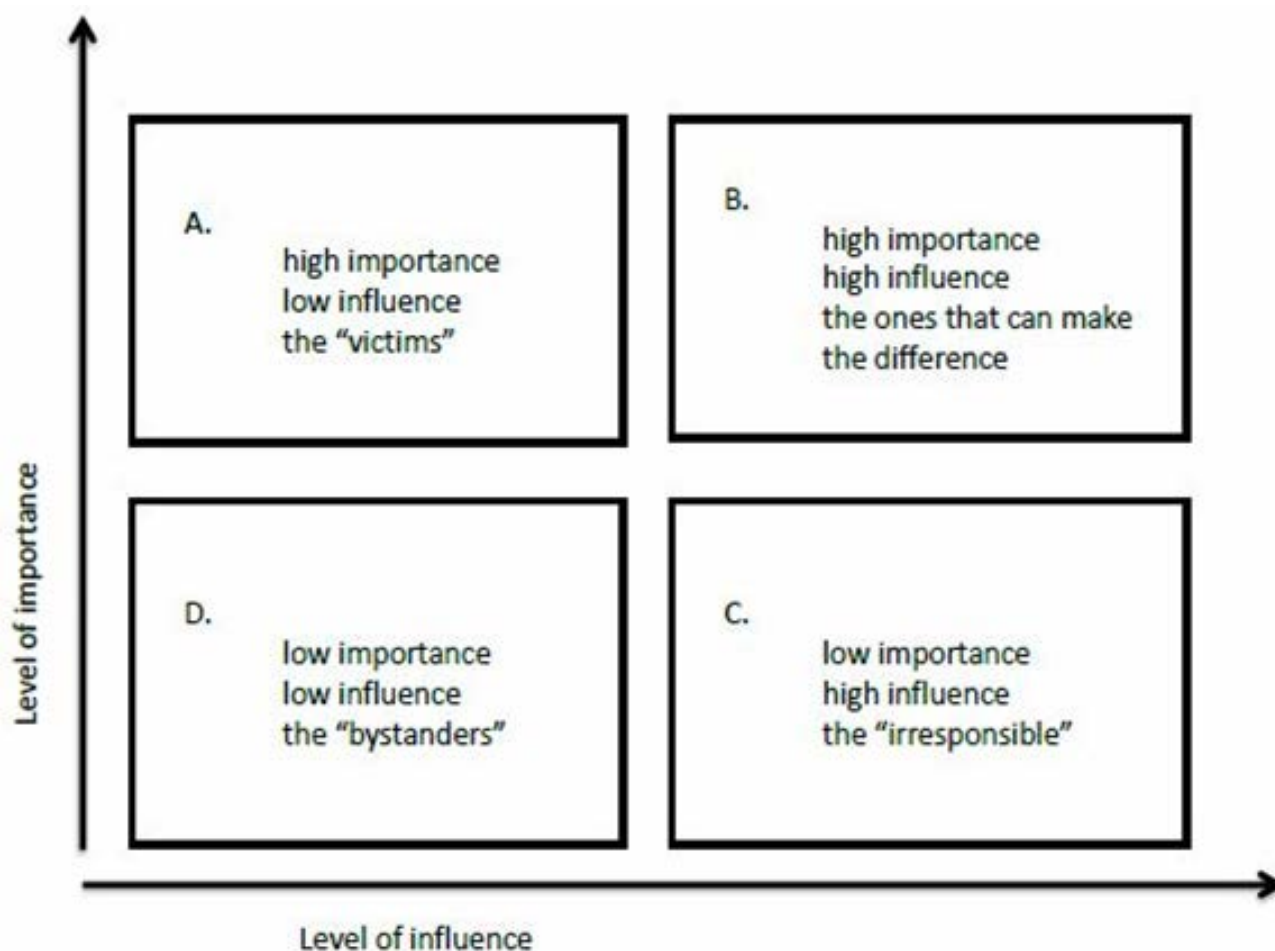 A.
high importance
low influence
the “victims”
B.
high importance
high influence
the ones that can make
the difference
D.
low importance
low influence
the “bystanders”
C.
low importance
high influence
the “irresponsible”
Level of importance
Level of influence